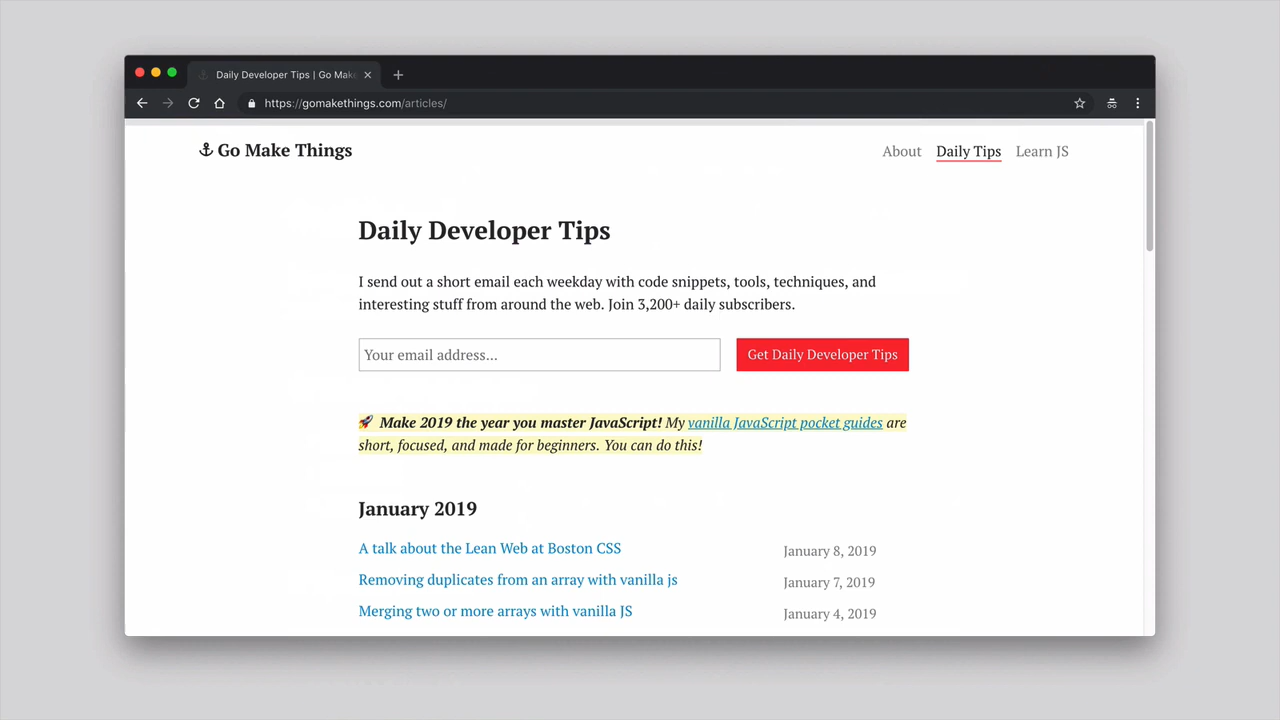 Daily Developer Tips | Go Make
https://gomakethings.com/articles/
Go Make Things
About Daily Tips Learn JS
Daily Developer Tips
I send out a short email each weekday with code snippets, tools, techniques, and
interesting stuff from around the web. Join 3,200+ daily subscribers.
Your email address...
Get Daily Developer Tips
🚀 Make 2019 the year you master JavaScript! My vanilla JavaScript pocket guides are
short, focused, and made for beginners. You can do this!
January 2019
A talk about the Lean Web at Boston CSS January 8, 2019
Removing duplicates from an array with vanilla js January 7, 2019
Merging two or more arrays with vanilla JS January 4, 2019